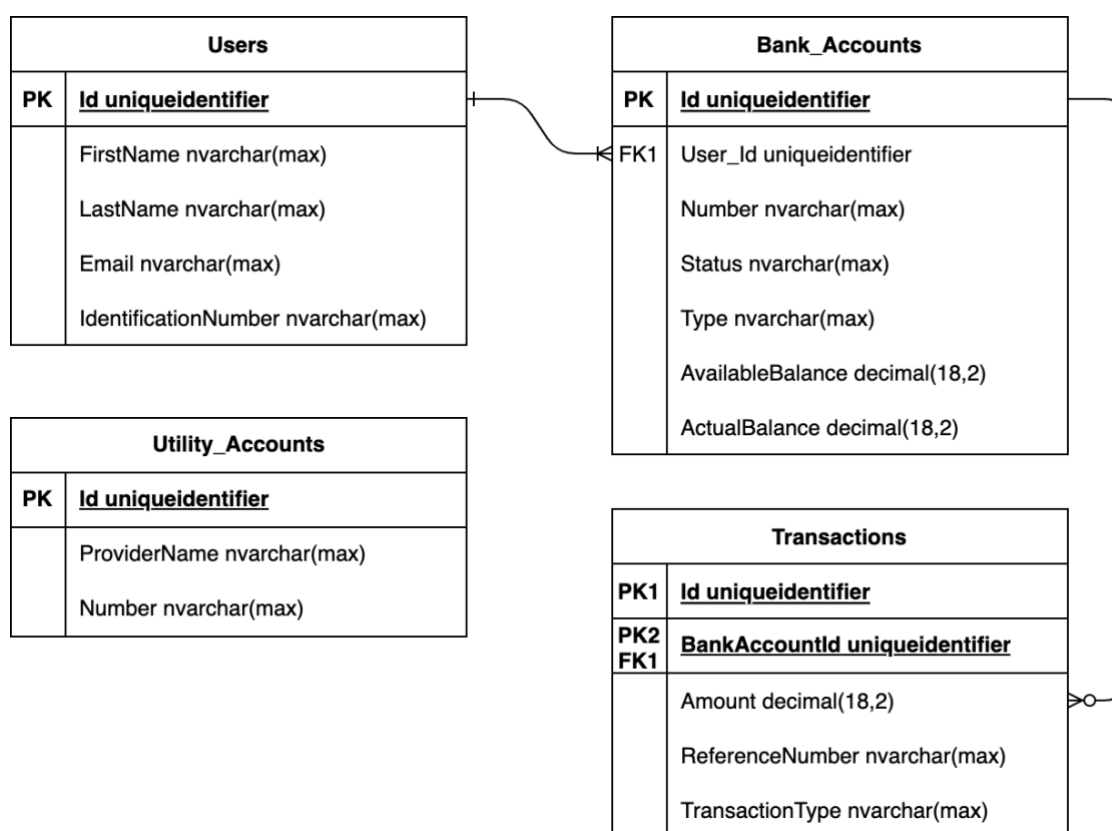 Users
PK Id uniqueidentifier
FirstName nvarchar(max)
LastName nvarchar(max)
Email nvarchar(max)
IdentificationNumber nvarchar(max)
Bank_Accounts
PK Id uniqueidentifier
FK1 User_Id uniqueidentifier
Number nvarchar(max)
Status nvarchar(max)
Type nvarchar(max)
AvailableBalance decimal(18,2)
ActualBalance decimal(18,2)
Utility_Accounts
PK Id uniqueidentifier
ProviderName nvarchar(max)
Number nvarchar(max)
Transactions
PK1 Id uniqueidentifier
PK2
FK1 BankAccountId uniqueidentifier
Amount decimal(18,2)
ReferenceNumber nvarchar(max)
TransactionType nvarchar(max)